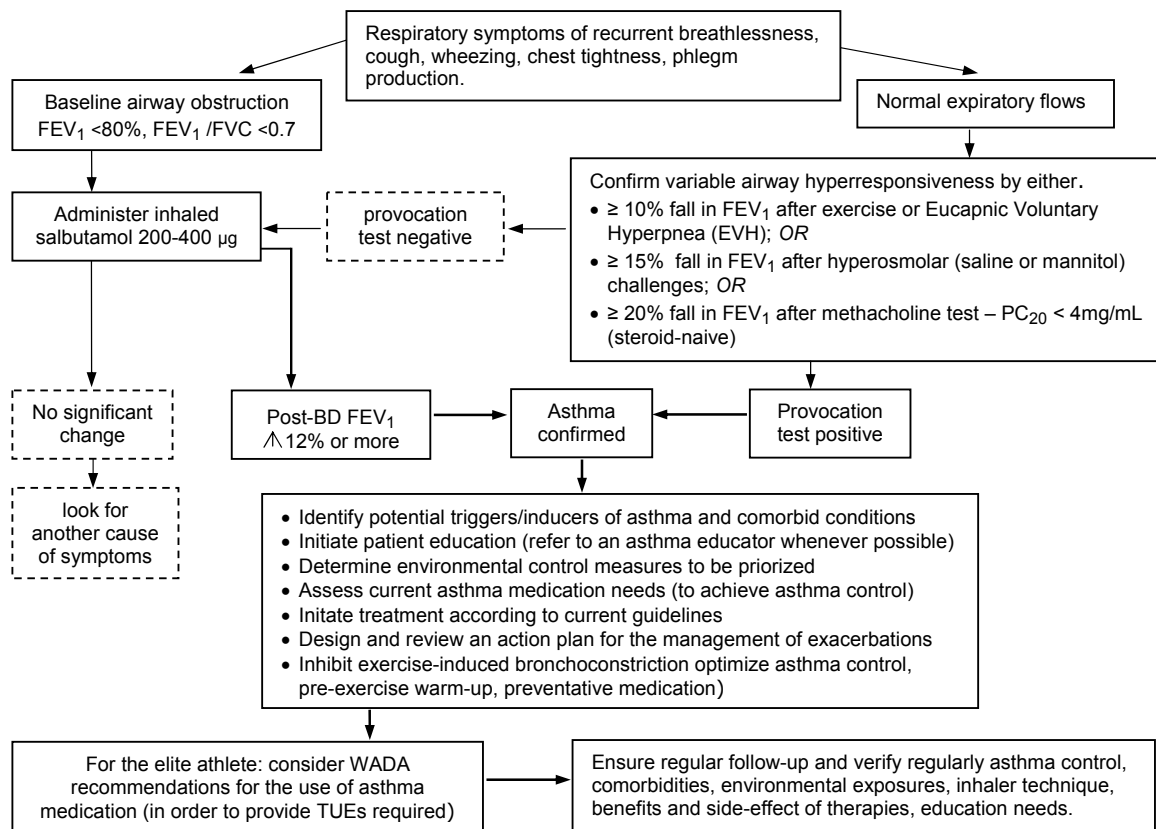 Respiratory symptoms of recurrent breathlessness,
cough, wheezing, chest tightness, phlegm
production.
Baseline airway obstruction
FEV1 <80%, FEV1 /FVC <0.7
Normal expiratory flows
Administer inhaled
salbutamol 200-400 µg
provocation
test negative
Confirm variable airway hyperresponsiveness by either.
• ≥ 10% fall in FEV1 after exercise or Eucapnic Voluntary
Hyperpnea (EVH); OR
• ≥ 15% fall in FEV1 after hyperosmolar (saline or mannitol)
challenges; OR
• ≥ 20% fall in FEV1 after methacholine test – PC20 < 4mg/mL
(steroid-naive)
No significant
change
Post-BD FEV1
12% or more
Asthma
confirmed
Provocation
test positive
look for
another cause
of symptoms
• Identify potential triggers/inducers of asthma and comorbid conditions
• Initiate patient education (refer to an asthma educator whenever possible)
• Determine environmental control measures to be priorized
• Assess current asthma medication needs (to achieve asthma control)
• Initate treatment according to current guidelines
• Design and review an action plan for the management of exacerbations
• Inhibit exercise-induced bronchoconstriction optimize asthma control,
pre-exercise warm-up, preventative medication)
For the elite athlete: consider WADA
recommendations for the use of asthma
medication (in order to provide TUEs required)
Ensure regular follow-up and verify regularly asthma control,
comorbidities, environmental exposures, inhaler technique,
benefits and side-effect of therapies, education needs.